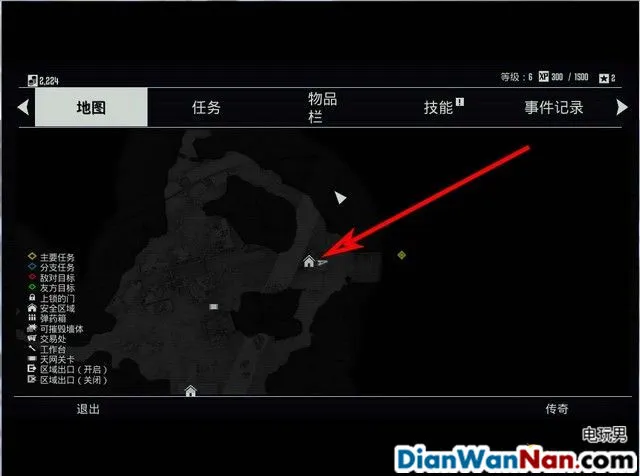 2,224
等级：6 XP 300 / 1500 2
地图 任务 物品栏 技能 ! 事件记录
主要任务
分支任务
敌对目标
友方目标
上锁的门
安全区域
弹药箱
可摧毁墙体
交易处
工作台
天网关卡
区域出口（开启）
区域出口（关闭）
退出 传奇
电玩男
DianWanNan.com